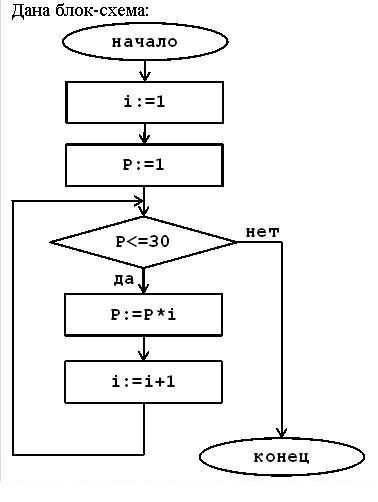 Дана блок-схема:
начало
i:=1
P:=1
P<=30
нет
да
P:=P*i
i:=i+1
конец